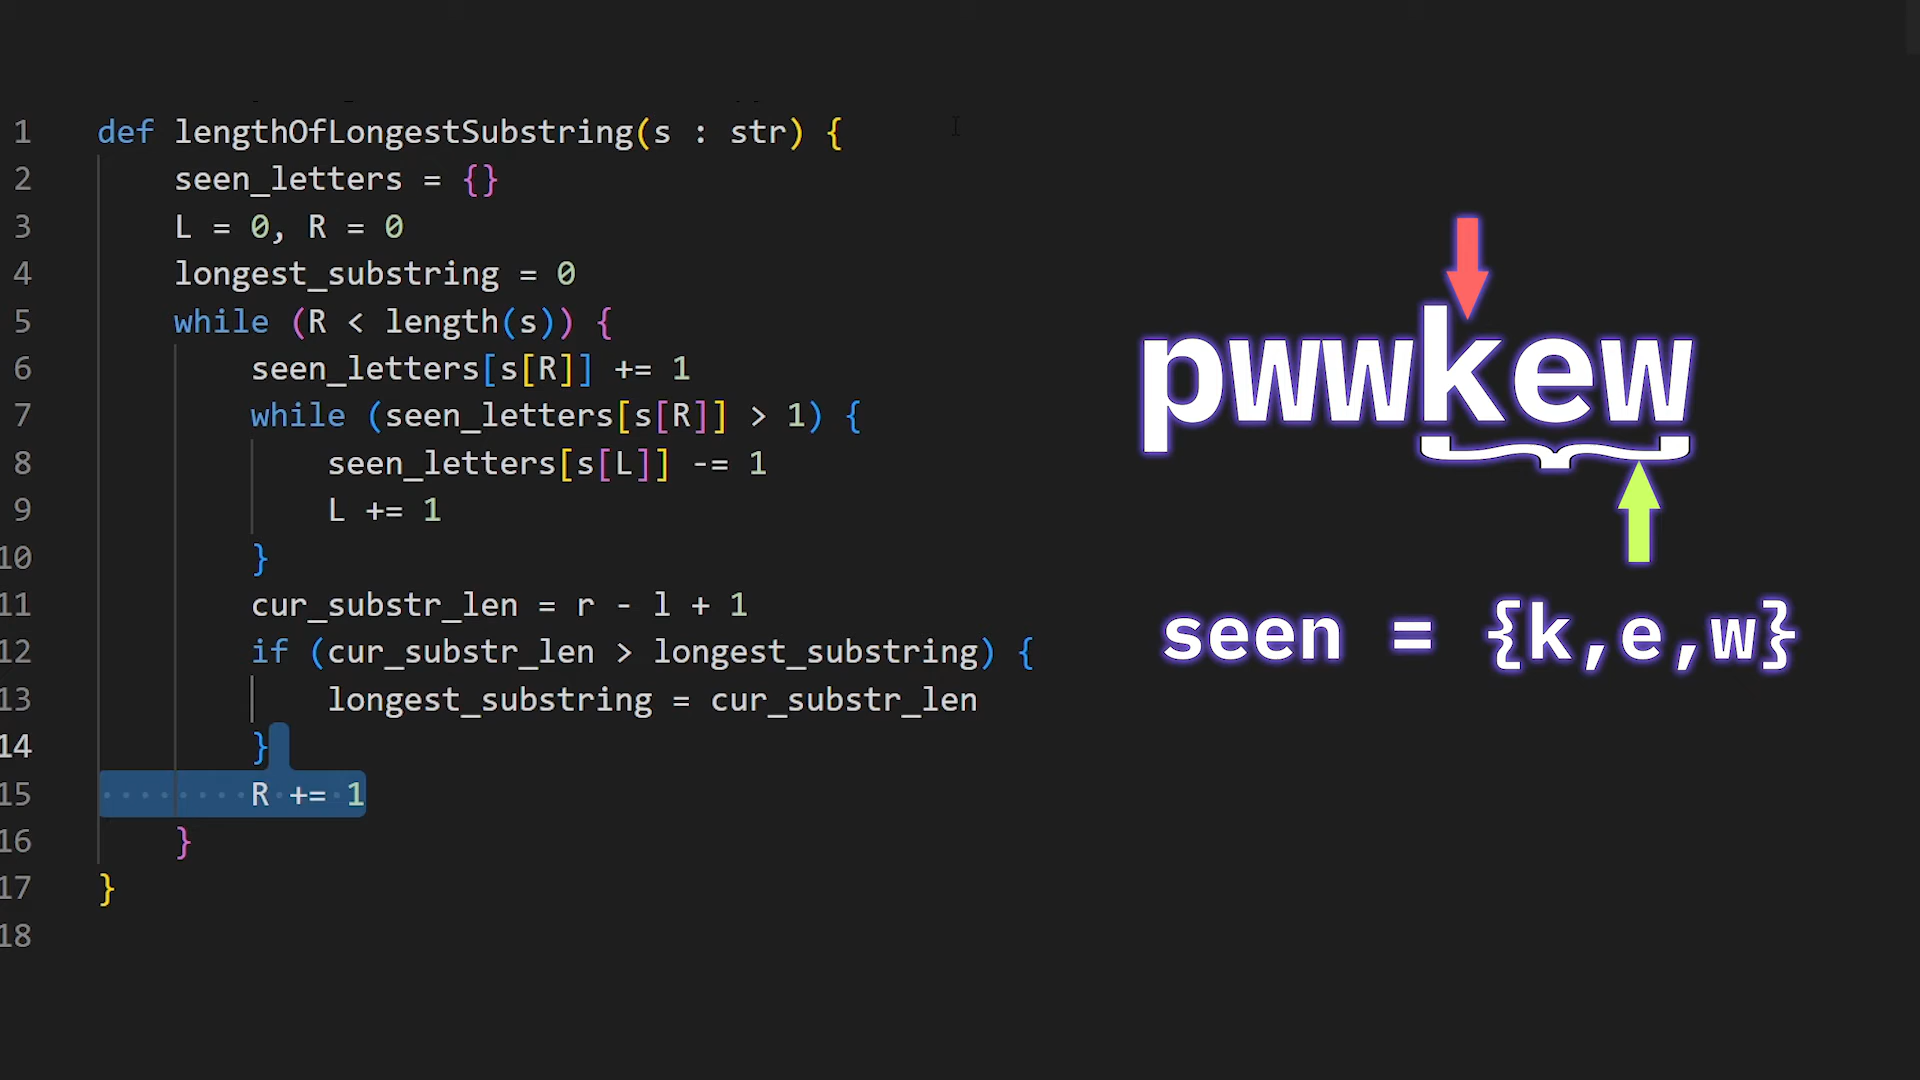 1 def lengthOfLongestSubstring(s : str) {
2 seen_letters = {}
3 L = 0, R = 0
4 longest_substring = 0
5 while (R < length(s)) {
6 seen_letters[s[R]] += 1
7 while (seen_letters[s[R]] > 1) {
8 seen_letters[s[L]] -= 1
9 L += 1
10 }
11 cur_substr_len = r - l + 1
12 if (cur_substr_len > longest_substring) {
13 longest_substring = cur_substr_len
14 }
15 R += 1
16 }
17 }
18
pwwkew
seen = {k,e,w}